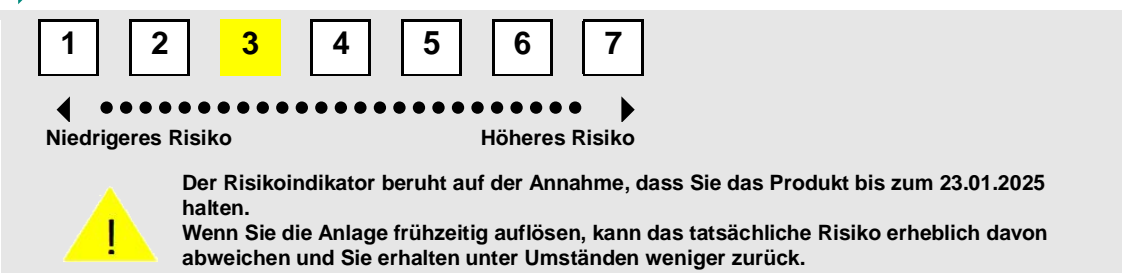 1 2 3 4 5 6 7
Niedrigeres Risiko Höheres Risiko
Der Risikoindikator beruht auf der Annahme, dass Sie das Produkt bis zum 23.01.2025
halten.
!
Wenn Sie die Anlage frühzeitig auflösen, kann das tatsächliche Risiko erheblich davon
abweichen und Sie erhalten unter Umständen weniger zurück.